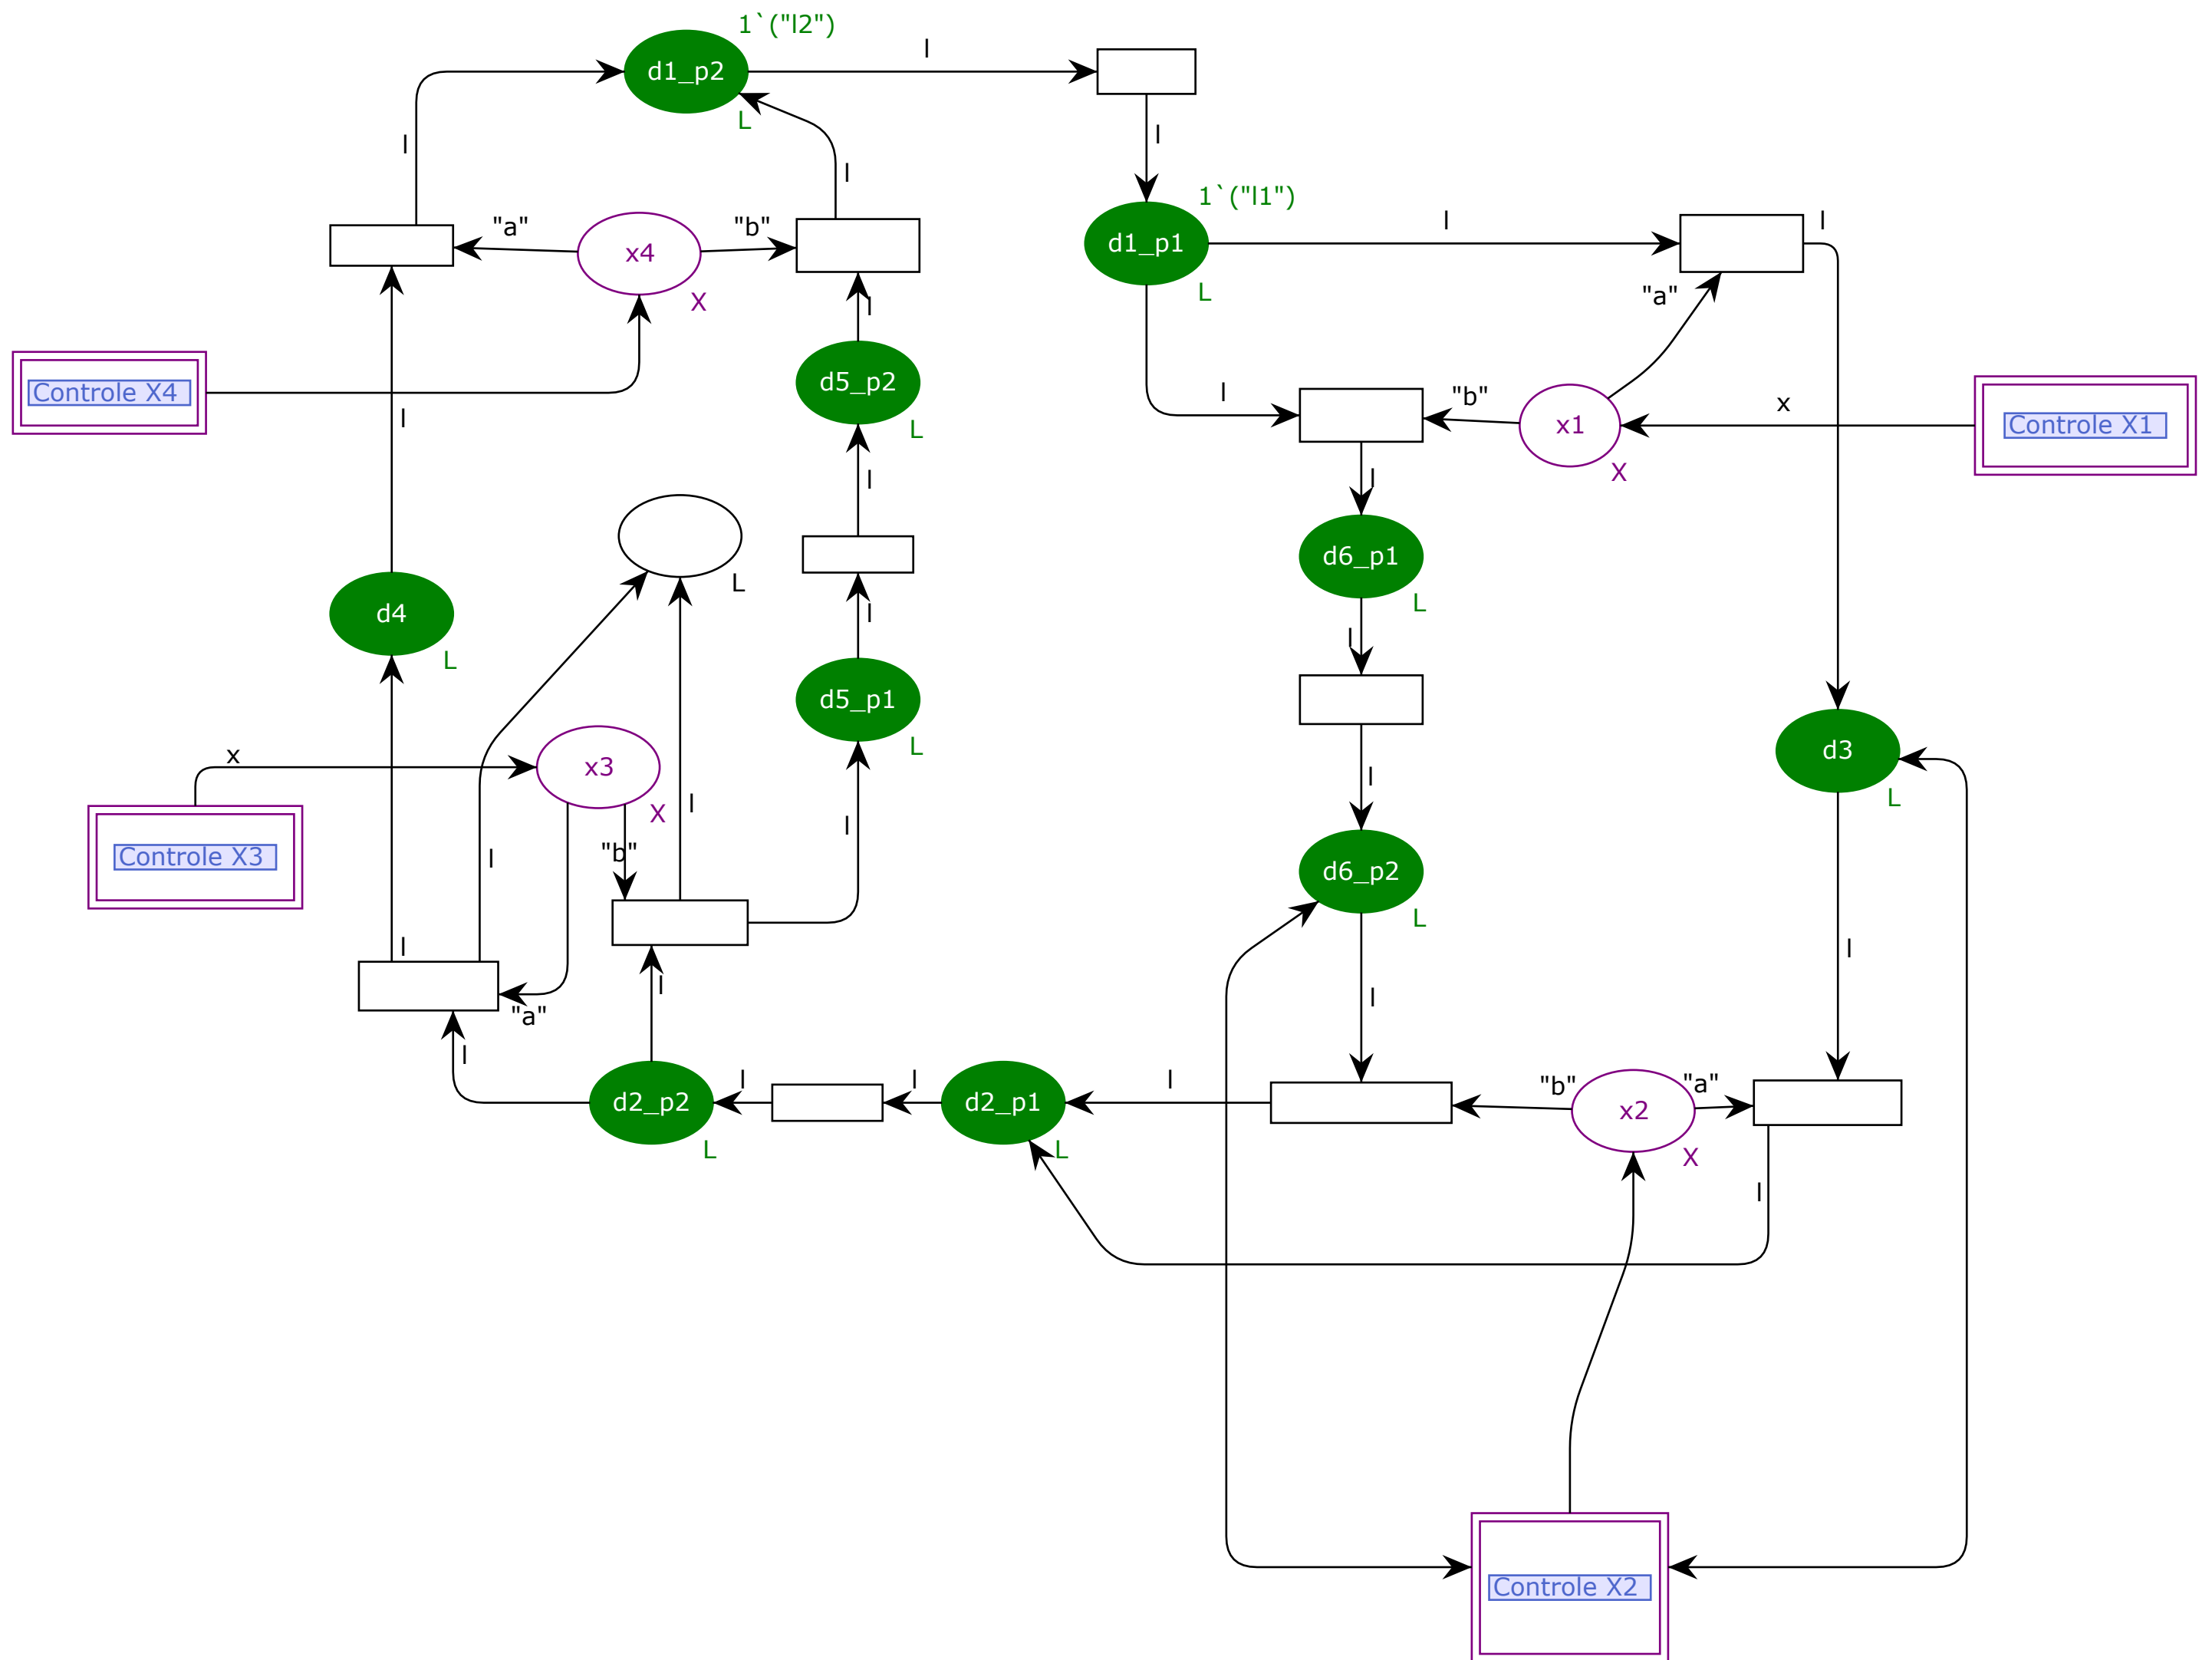 1`("l2")
d1_p2
L
l
l
l
l
1`("l1")
d1_p1
L
l
l
"a"
x4
"b"
X
l
"a"
Controle X4
l
d5_p2
L
l
"b"
x1
X
x
Controle X1
l
l
L
l
l
d6_p1
L
d4
L
d5_p1
L
l
x
x3
X
d3
L
Controle X3
"b"
l
l
l
l
d6_p2
L
l
l
l
"a"
l
l
l
d2_p2
L
l
l
d2_p1
L
l
"b"
x2
"a"
X
l
Controle X2